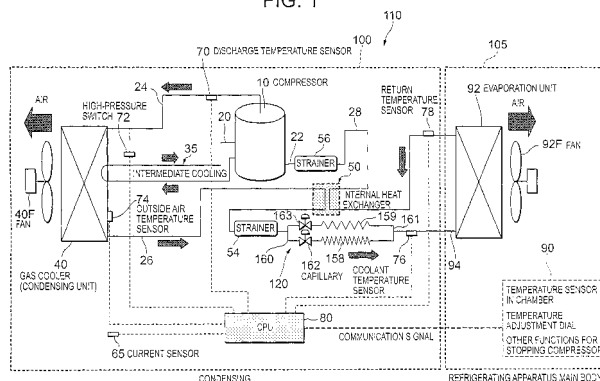 FIG. 1
110
100
105
70 DISCHARGE TEMPERATURE SENSOR
24
10 COMPRESSOR
92 EVAPORATION UNIT
AIR
HIGH-PRESSURE
SWITCH
72
20
28
RETURN TEMPERATURE
SENSOR
78
AIR
35
22
56
STRAINER
92F FAN
INTERMEDIATE COOLING
50
INTERNAL HEAT
EXCHANGER
40F
FAN
74
OUTSIDE AIR
TEMPERATURE
SENSOR
163
159
161
STRAINER
54
160
162
CAPILLARY
158
76
94
90
40
26
120
COOLANT
TEMPERATURE
SENSOR
GAS COOLER
(CONDENSING UNIT)
80
CPU
TEMPERATURE SENSOR
IN CHAMBER
TEMPERATURE
ADJUSTMENT DIAL
COMMUNICATION SIGNAL
OTHER FUNCTIONS FOR
STOPPING COMPRESSOR
65 CURRENT SENSOR
CONDENSING
REFRIGERATING APPARATUS MAIN BODY